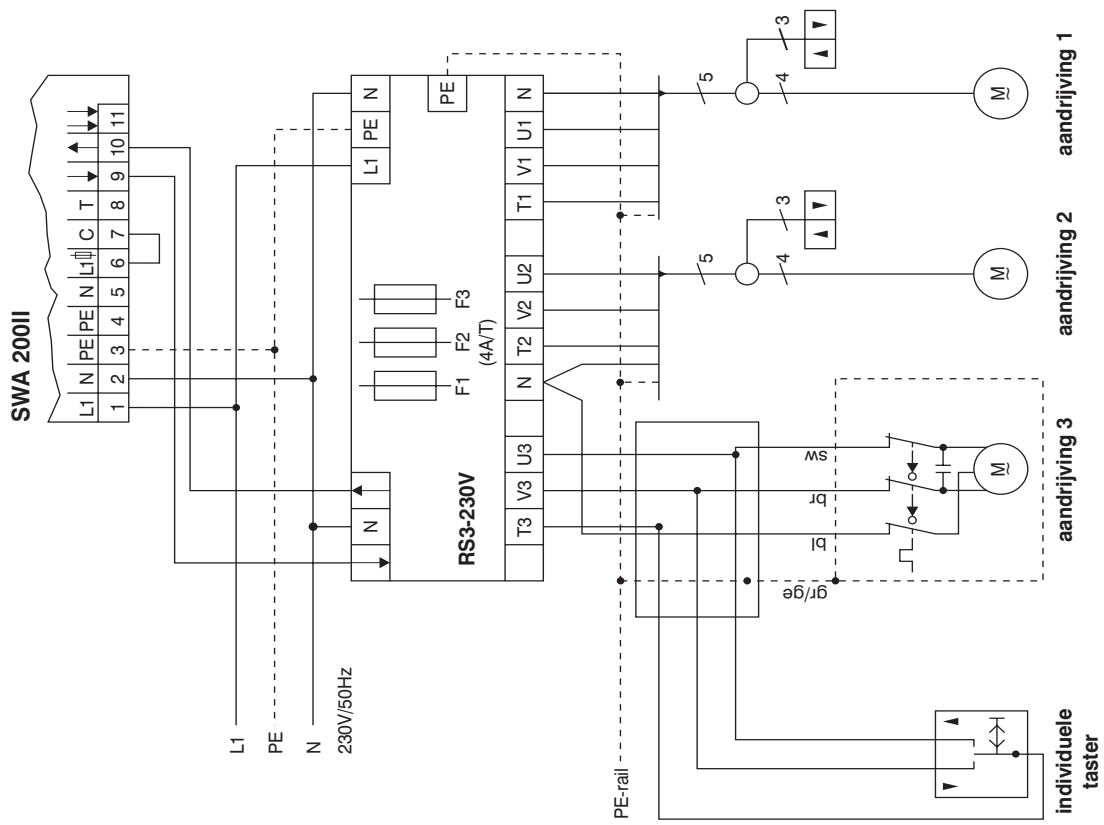 SWA 200II
L1 N PE PE N L1 C T
1 2 3 4 5 6 7 8 9 10 11
L1
PE
N
230V/50Hz
N
L1 PE N
PE
F1 F2 F3
(4A/T)
RS3-230V
T3 V3 U3 N T2 V2 U2 T1 V1 U1 N
PE-rail
gr/ge
bl
br
sw
5
3
4
5
3
4
M
M
M
individuele
taster
aandrijving 3
aandrijving 2
aandrijving 1